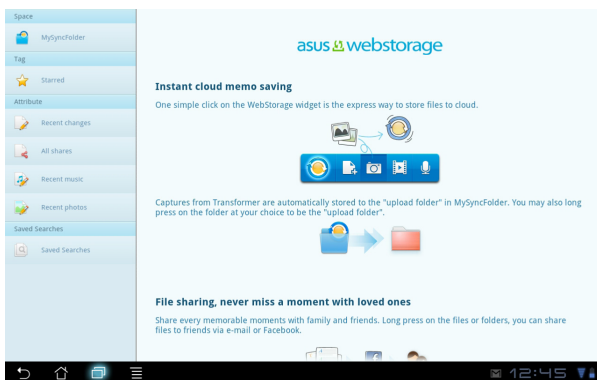 Space
MySyncFolder
Tag
Starred
Attribute
Recent changes
All shares
Recent music
Recent photos
Saved Searches
Saved Searches
asus webstorage
Instant cloud memo saving
One simple click on the WebStorage widget is the express way to store files to cloud.
Captures from Transformer are automatically stored to the "upload folder" in MySyncFolder. You may also long
press on the folder at your choice to be the "upload folder".
File sharing, never miss a moment with loved ones
Share every memorable moments with family and friends. Long press on the files or folders, you can share
files to friends via e-mail or Facebook.
12:45